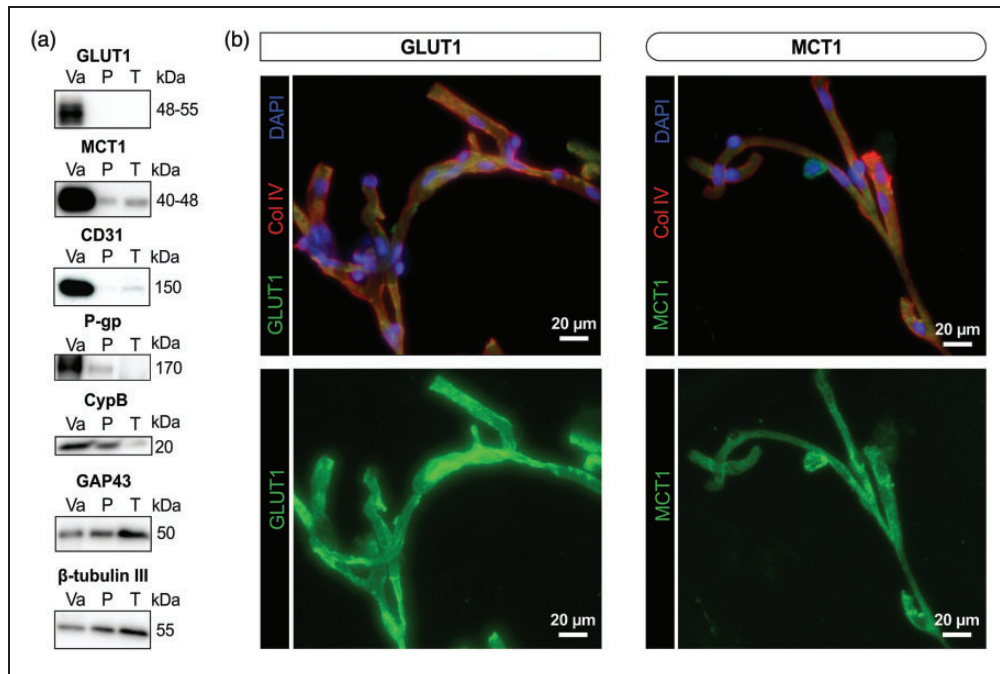 (a)
GLUT1
Va P T kDa
48-55
MCT1
Va P T kDa
40-48
CD31
Va P T kDa
150
P-gp
Va P T kDa
170
CypB
Va P T kDa
20
GAP43
Va P T kDa
50
β-tubulin III
Va P T kDa
55
(b)
GLUT1
GLUT1 Col IV DAPI
20 µm
GLUT1
20 µm
MCT1
MCT1 Col IV DAPI
20 µm
MCT1
20 µm